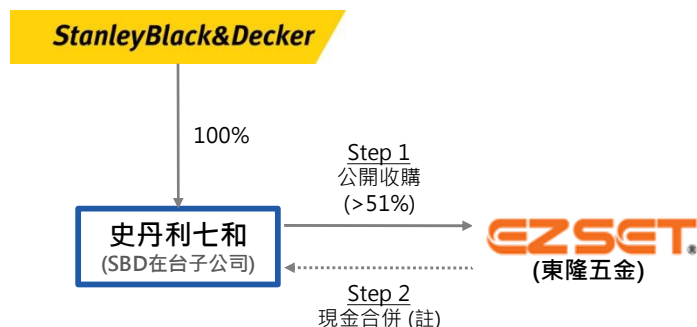 StanleyBlack&Decker
100%
Step 1
公開收購
(>51%)
史丹利七和
(SBD在台子公司)
EZSET®
(東隆五金)
Step 2
現金合併 (註)